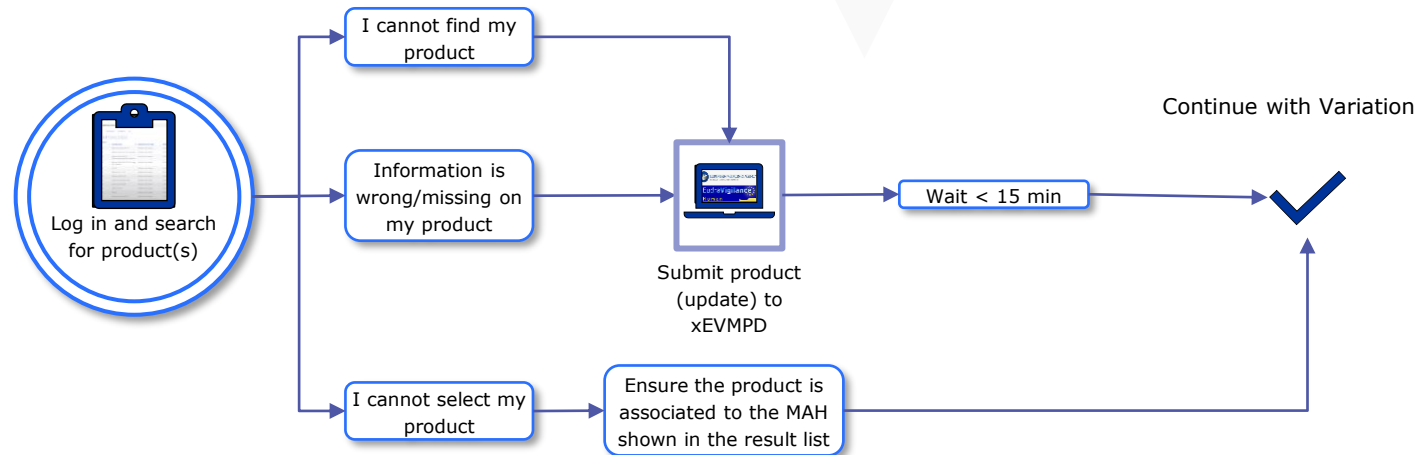 I cannot find my
product
Continue with Variation
Log in and search
for product(s)
Information is
wrong/missing on
my product
EudraVigilance
Human
Wait < 15 min
Submit product
(update) to
xEVMPD
I cannot select my
product
Ensure the product is
associated to the MAH
shown in the result list